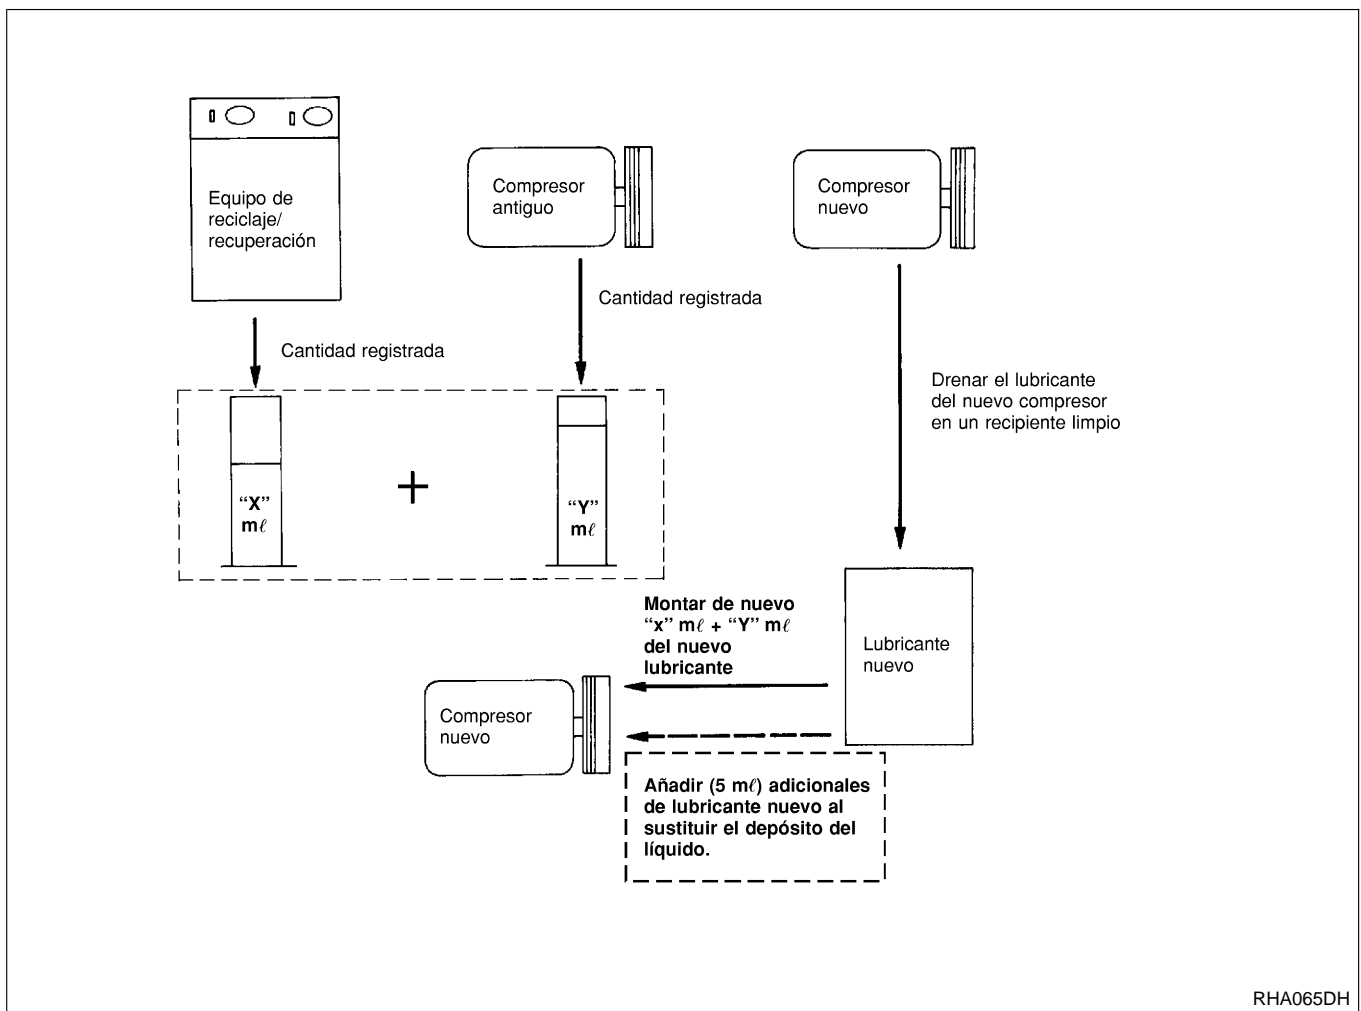 Equipo de
reciclaje/
recuperación
Compresor
antiguo
Compresor
nuevo
Cantidad registrada
Cantidad registrada
Drenar el lubricante
del nuevo compresor
en un recipiente limpio
“X”
mℓ
+
“Y”
mℓ
Montar de nuevo
“x” mℓ + “Y” mℓ
del nuevo
lubricante
Lubricante
nuevo
Compresor
nuevo
Añadir (5 mℓ) adicionales
de lubricante nuevo al
sustituir el depósito del
líquido.
RHA065DH